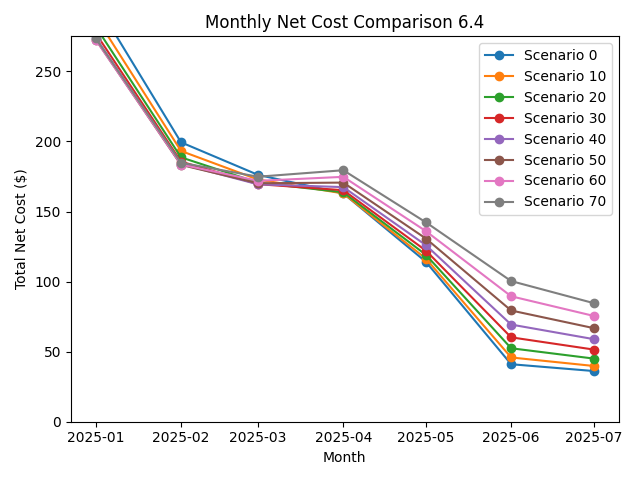 Monthly Net Cost Comparison 6.4
Total Net Cost ($)
250
200
150
100
50
0
Scenario 0
Scenario 10
Scenario 20
Scenario 30
Scenario 40
Scenario 50
Scenario 60
Scenario 70
2025-01 2025-02 2025-03 2025-04 2025-05 2025-06 2025-07
Month